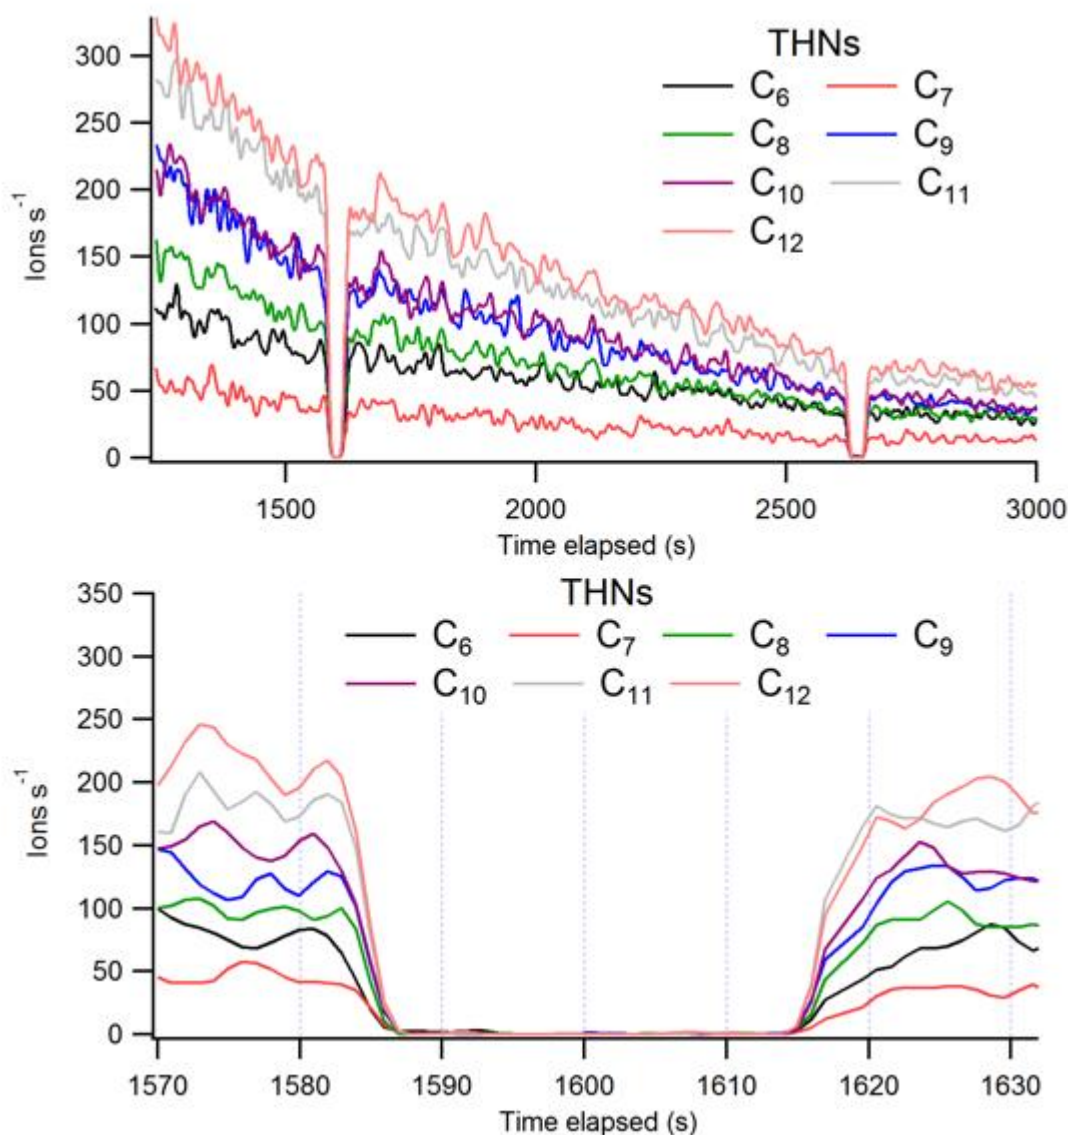 THNs
C₆ C₇
C₈ C₉
C₁₀ C₁₁
C₁₂
300
250
200
150
100
50
0
Ions s⁻¹
1500 2000 2500 3000
Time elapsed (s)
THNs
C₆ C₇ C₈ C₉
C₁₀ C₁₁ C₁₂
350
300
250
200
150
100
50
0
Ions s⁻¹
1570 1580 1590 1600 1610 1620 1630
Time elapsed (s)